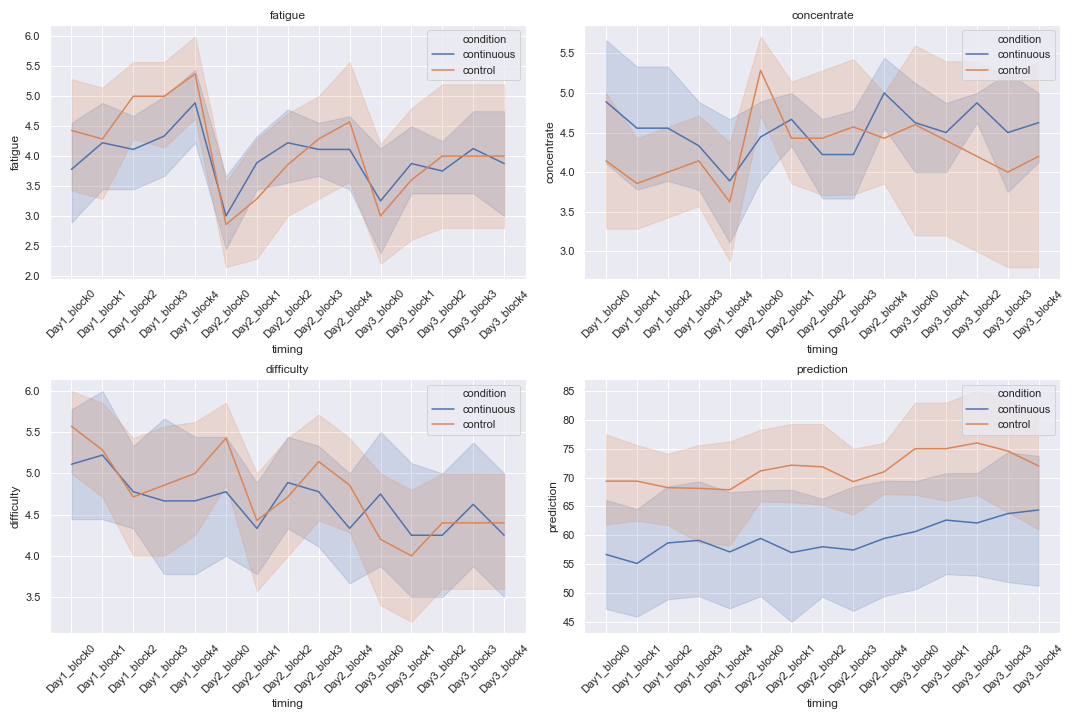 fatigue
6.0
5.5
5.0
4.5
4.0
3.5
3.0
2.5
2.0
fatigue
condition
continuous
control
Day1_block0
Day1_block1
Day1_block2
Day1_block3
Day1_block4
Day2_block0
Day2_block1
Day2_block2
Day2_block3
Day2_block4
Day3_block0
Day3_block1
Day3_block2
Day3_block3
Day3_block4
timing
concentrate
5.5
5.0
4.5
4.0
3.5
3.0
concentrate
condition
continuous
control
Day1_block0
Day1_block1
Day1_block2
Day1_block3
Day1_block4
Day2_block0
Day2_block1
Day2_block2
Day2_block3
Day2_block4
Day3_block0
Day3_block1
Day3_block2
Day3_block3
Day3_block4
timing
difficulty
6.0
5.5
5.0
4.5
4.0
3.5
difficulty
condition
continuous
control
Day1_block0
Day1_block1
Day1_block2
Day1_block3
Day1_block4
Day2_block0
Day2_block1
Day2_block2
Day2_block3
Day2_block4
Day3_block0
Day3_block1
Day3_block2
Day3_block3
Day3_block4
timing
prediction
85
80
75
70
65
60
55
50
45
prediction
condition
continuous
control
Day1_block0
Day1_block1
Day1_block2
Day1_block3
Day1_block4
Day2_block0
Day2_block1
Day2_block2
Day2_block3
Day2_block4
Day3_block0
Day3_block1
Day3_block2
Day3_block3
Day3_block4
timing